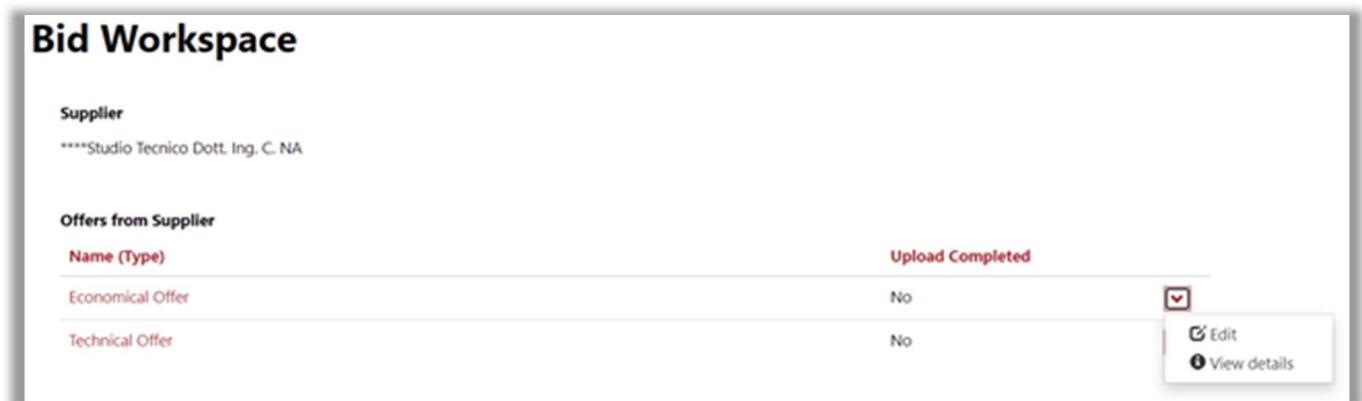 Bid Workspace
Supplier
****Studio Tecnico Dott. Ing. C. NA
Offers from Supplier
Name (Type) Upload Completed
Economical Offer No
Technical Offer No
Edit
View details